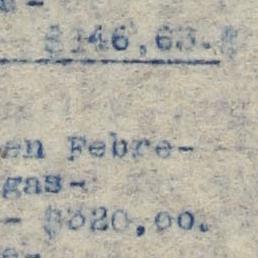 $146,63.-
en Febre-
gas-
- $320,00.